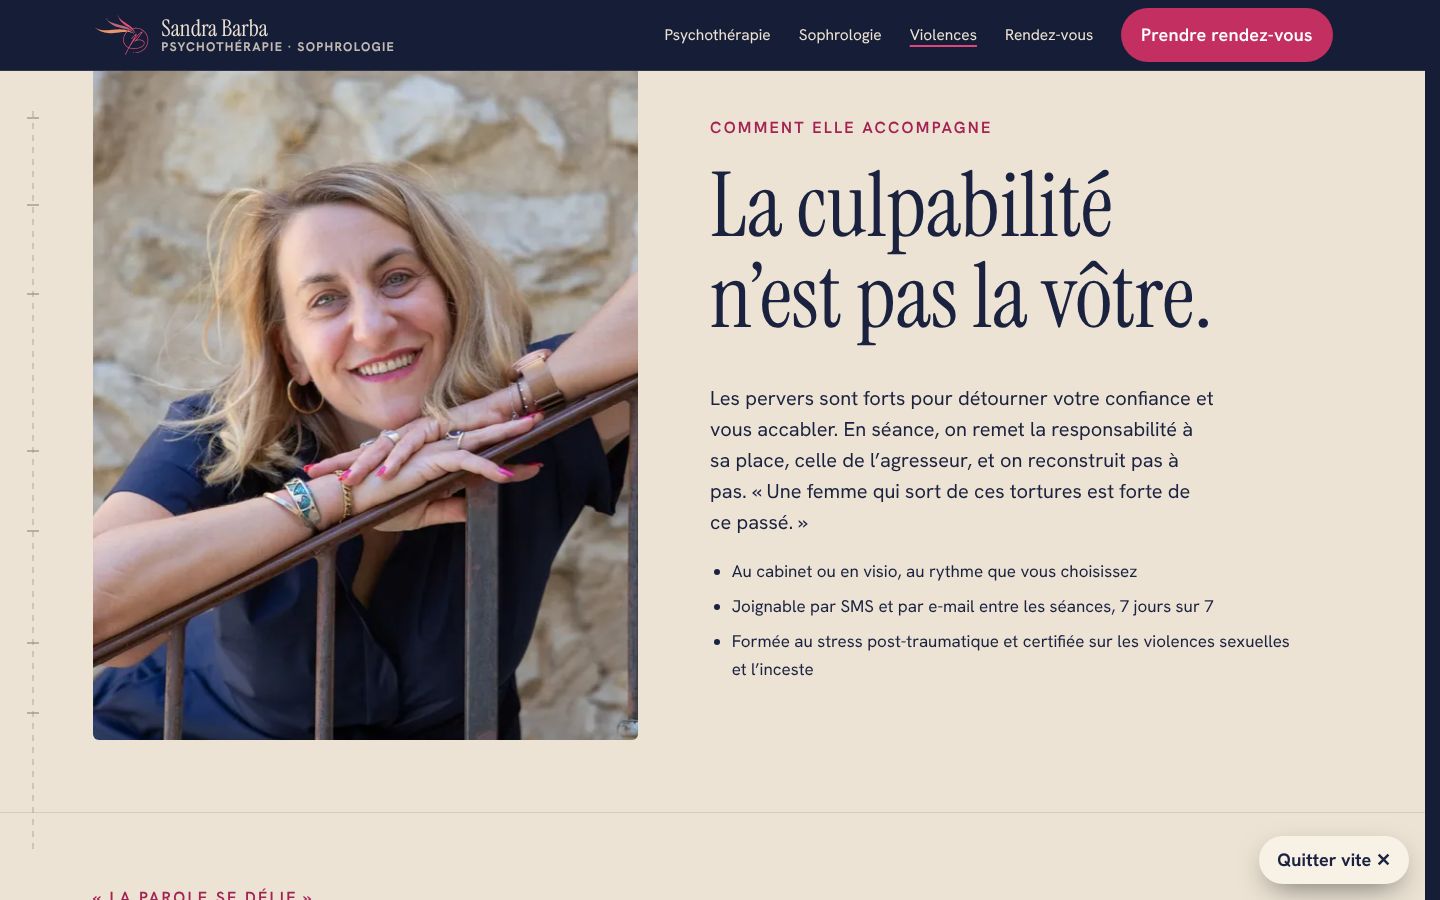 Sandra Barba
PSYCHOTHÉRAPIE · SOPHROLOGIE
Psychothérapie
Sophrologie
Violences
Rendez-vous
Prendre rendez-vous
COMMENT ELLE ACCOMPAGNE
La culpabilité
n’est pas la vôtre.
Les pervers sont forts pour détourner votre confiance et
vous accabler. En séance, on remet la responsabilité à
sa place, celle de l’agresseur, et on reconstruit pas à
pas. « Une femme qui sort de ces tortures est forte de
ce passé. »
• Au cabinet ou en visio, au rythme que vous choisissez
• Joignable par SMS et par e-mail entre les séances, 7 jours sur 7
• Formée au stress post-traumatique et certifiée sur les violences sexuelles
et l’inceste
Quitter vite ✕
« LA PAROLE SE DÉLIE »